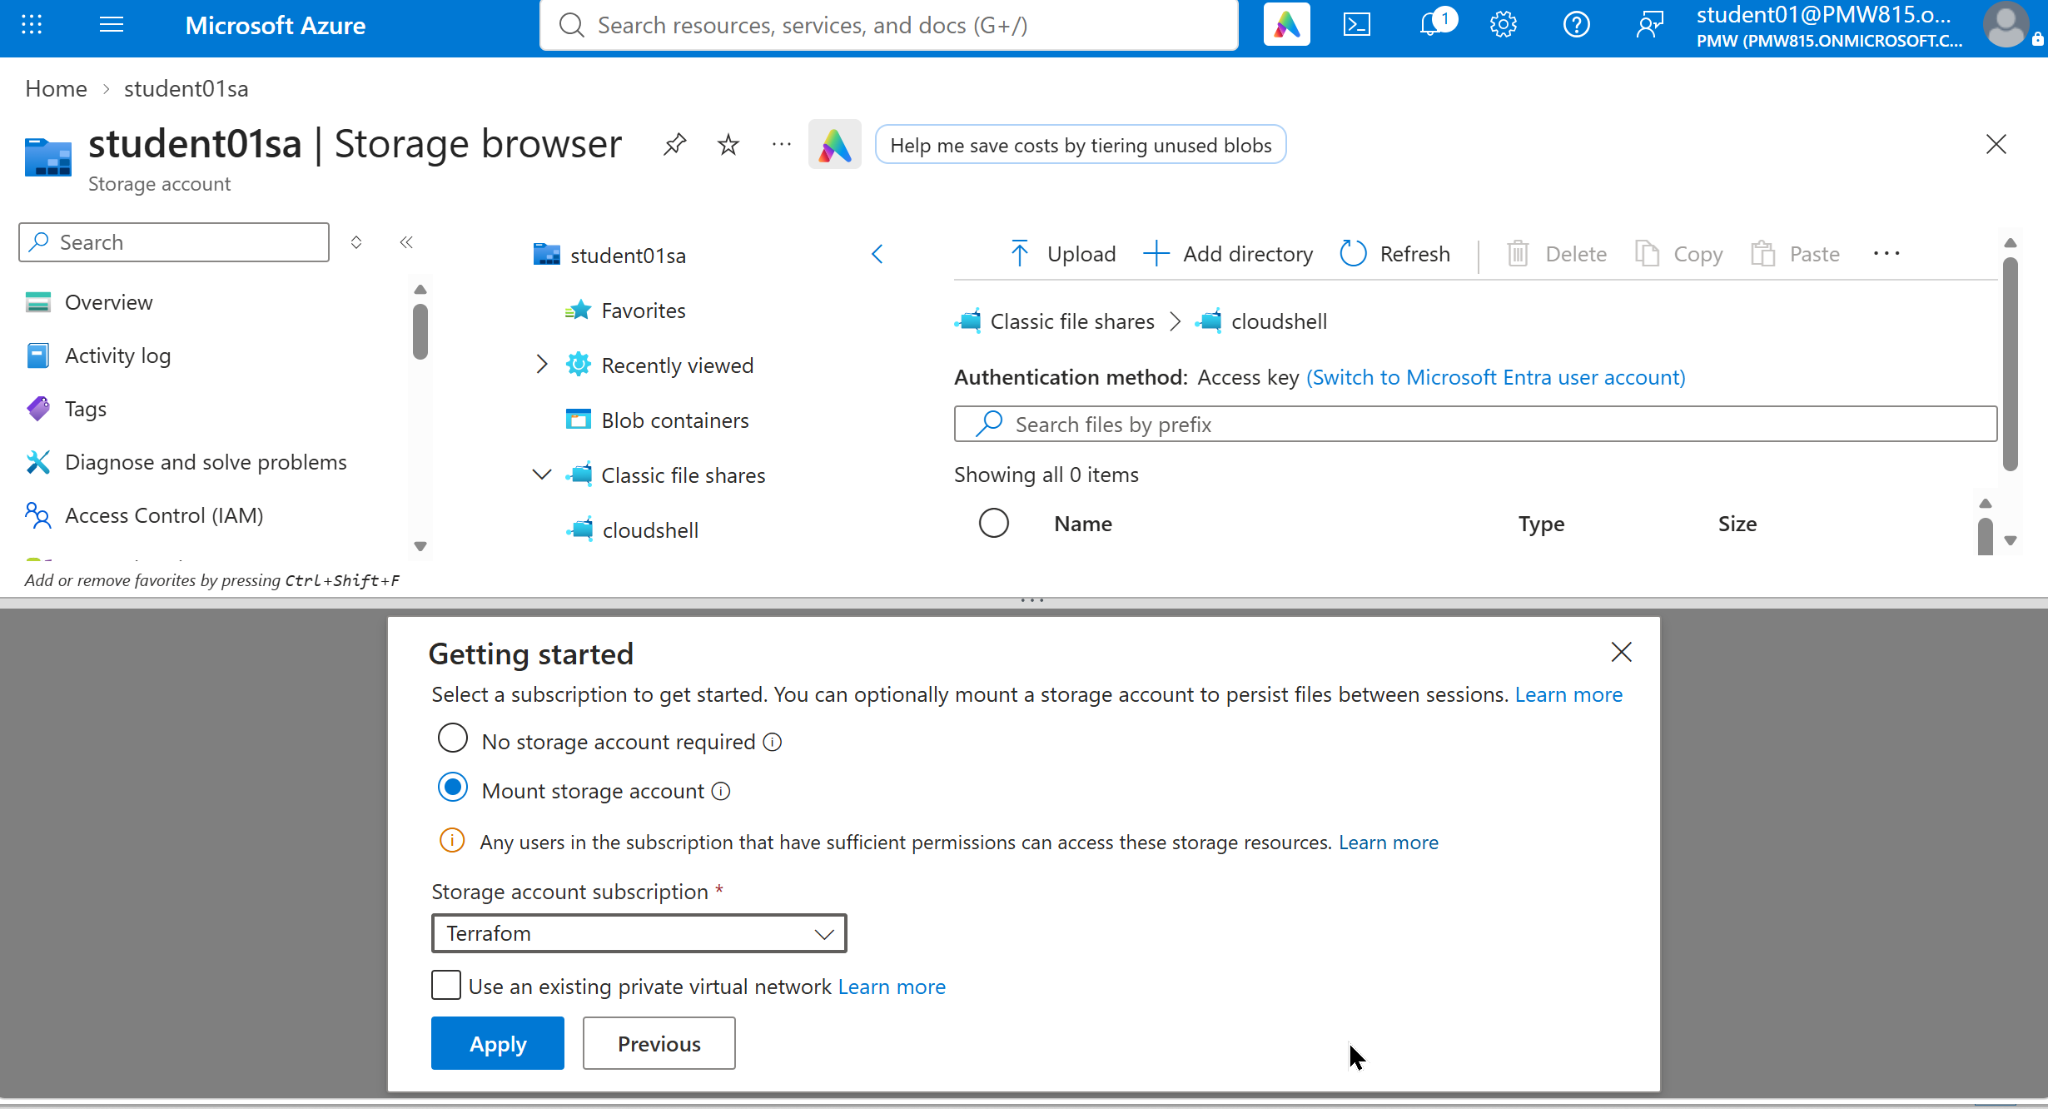 Microsoft Azure
Search resources, services, and docs (G+/)
1
student01@PMW815.o...
PMW (PMW815.ONMICROSOFT.C...
Home > student01sa
student01sa | Storage browser
...
Help me save costs by tiering unused blobs
Storage account
Search
Overview
Activity log
Tags
Diagnose and solve problems
Access Control (IAM)
Add or remove favorites by pressing Ctrl+Shift+F
student01sa
Favorites
Recently viewed
Blob containers
Classic file shares
cloudshell
Upload
Add directory
Refresh
Delete
Copy
Paste
...
Classic file shares > cloudshell
Authentication method: Access key (Switch to Microsoft Entra user account)
Search files by prefix
Showing all 0 items
Name Type Size
Getting started
Select a subscription to get started. You can optionally mount a storage account to persist files between sessions. Learn more
No storage account required
Mount storage account
Any users in the subscription that have sufficient permissions can access these storage resources. Learn more
Storage account subscription *
Terrafom
Use an existing private virtual network Learn more
Apply
Previous